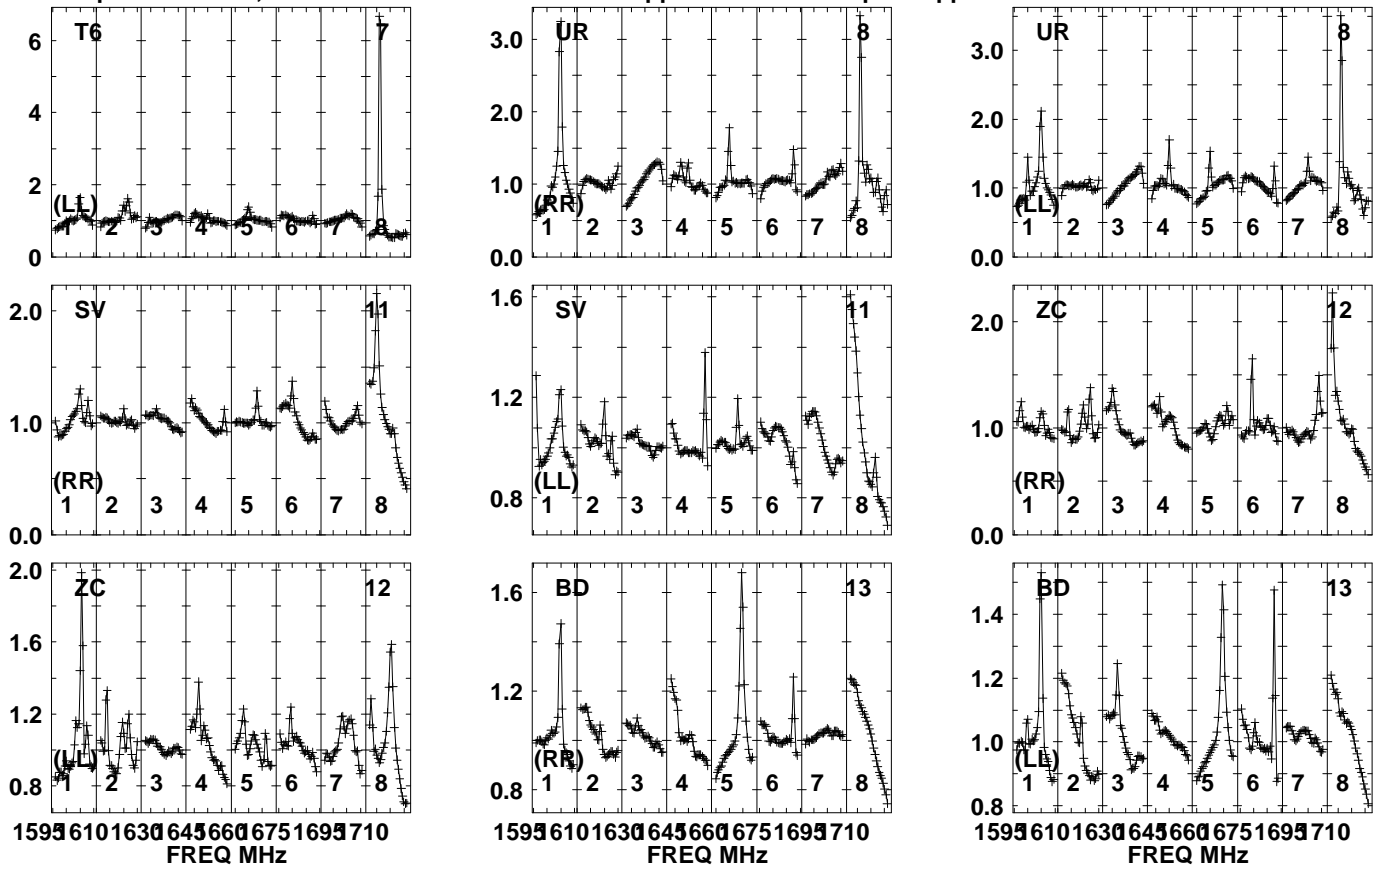 T6 7
6
4
2
0
(LL)
1 2 3 4 5 6 7 8
UR 8
3.0
2.0
1.0
0.0
(RR)
1 2 3 4 5 6 7 8
UR 8
3.0
2.0
1.0
0.0
(LL)
1 2 3 4 5 6 7 8
SV 11
2.0
1.0
0.0
(RR)
1 2 3 4 5 6 7 8
SV 11
1.6
1.2
0.8
(LL)
1 2 3 4 5 6 7 8
ZC 12
2.0
1.0
0.0
(RR)
1 2 3 4 5 6 7 8
ZC 12
2.0
1.6
1.2
0.8
(LL)
1 2 3 4 5 6 7 8
BD 13
1.6
1.2
0.8
(RR)
1 2 3 4 5 6 7 8
BD 13
1.4
1.2
1.0
0.8
(LL)
1 2 3 4 5 6 7 8
1595 1610 1630 1645 1660 1675 1695 1710
FREQ MHz
1595 1610 1630 1645 1660 1675 1695 1710
FREQ MHz
1595 1610 1630 1645 1660 1675 1695 1710
FREQ MHz